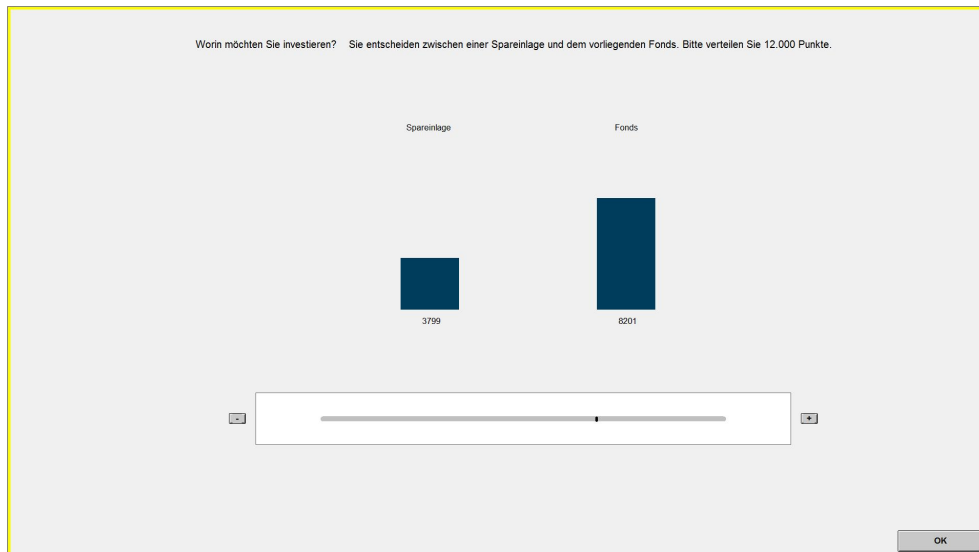 Worin möchten Sie investieren? Sie entscheiden zwischen einer Spareinlage und dem vorliegenden Fonds. Bitte verteilen Sie 12.000 Punkte.
Spareinlage Fonds
3799 8201
- +
OK